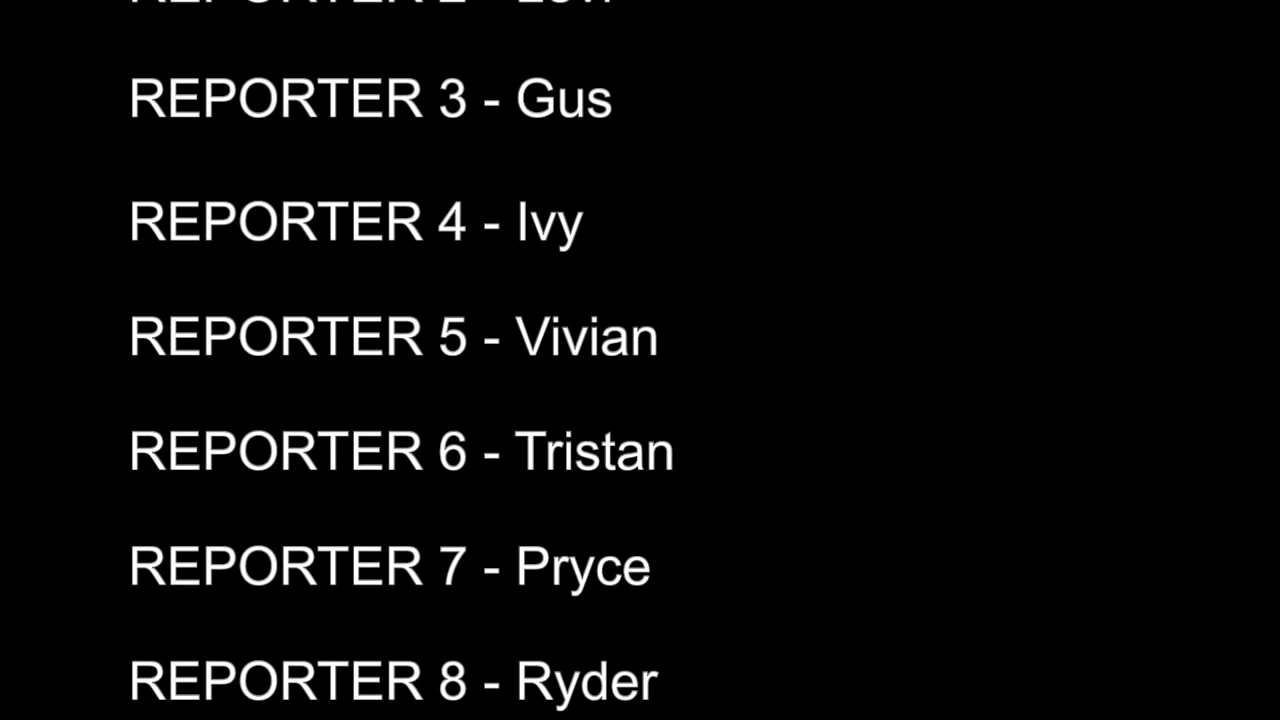 REPORTER 3 - Gus
REPORTER 4 - Ivy
REPORTER 5 - Vivian
REPORTER 6 - Tristan
REPORTER 7 - Pryce
REPORTER 8 - Ryder